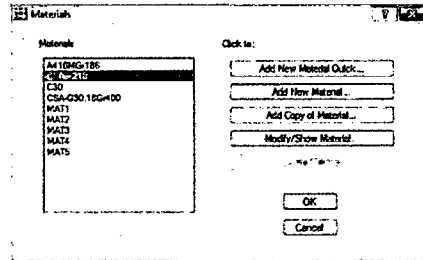 Materials
Materials
Click to:
Add New Material Quick...
Add New Material...
Add Copy of Material...
Modify/Show Material...
C30
CSA-G30.18Gr400
MAT1
MAT2
MAT3
MAT4
MAT5
OK
Cancel